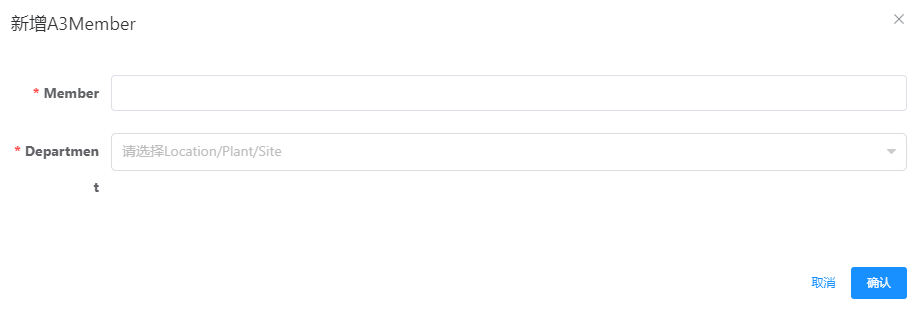 新增A3Member
* Member
* Departmen
t
请选择Location/Plant/Site
取消
确认